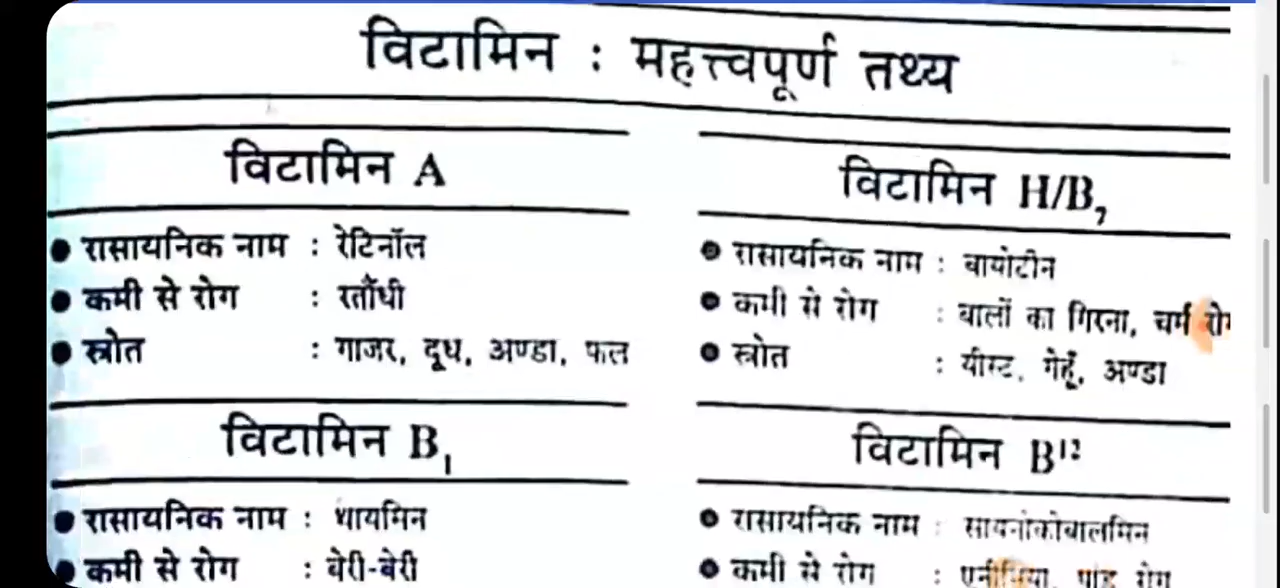 विटामिन : महत्त्वपूर्ण तथ्य
विटामिन A
● रासायनिक नाम : रेटिनॉल
● कमी से रोग : रतौंधी
● स्त्रोत : गाजर, दूध, अण्डा, फल
विटामिन B₁
● रासायनिक नाम : थायमिन
● कमी से रोग : बेरी-बेरी
विटामिन H/B₇
● रासायनिक नाम : बायोटीन
● कमी से रोग : बालों का गिरना, चर्म
● स्त्रोत : यीस्ट, गेहूँ, अण्डा
विटामिन B¹²
● रासायनिक नाम : सायनोकोबालमिन
● कमी से रोग : एनीमिया, पांडु रोग